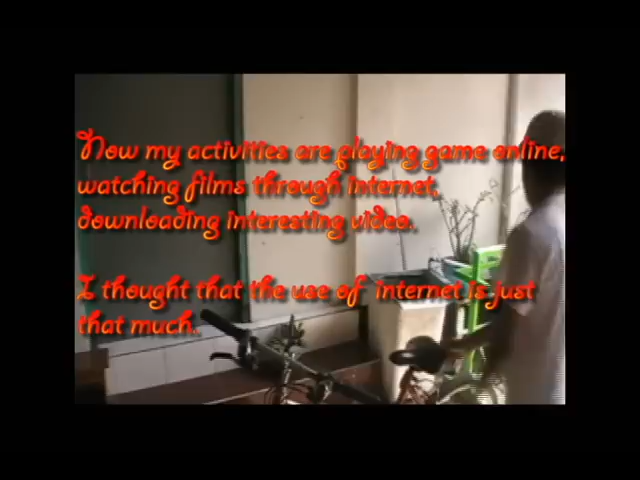 Now my activities are playing game online,
watching films through internet,
downloading interesting video.
I thought that the use of internet is just
that much.